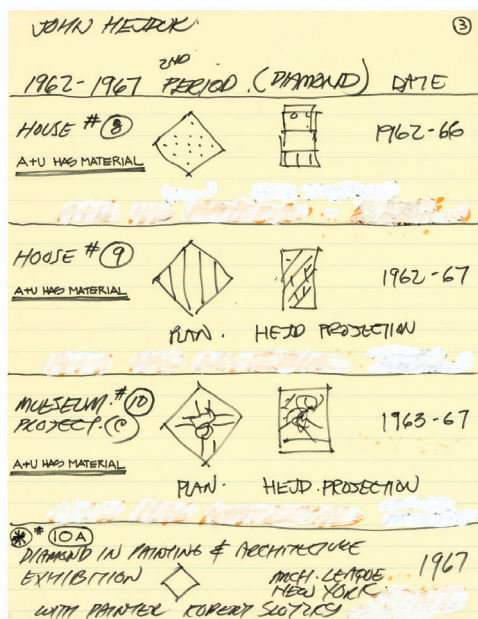 JOHN HEJDUK. ③
1962-1967 2ND PERIOD. (DIAMOND) DATE
HOUSE # ⑧ 1962-66
A+U HAS MATERIAL
HOUSE # ⑨ 1962-67
A+U HAS MATERIAL
PLAN. HEJD PROJECTION
MUSEUM. # ⑩
PROJECT. (C) 1963-67
A+U HAS MATERIAL
PLAN. HEJD. PROJECTION
# 10A
DIAMOND IN PAINTING & ARCHITECTURE
EXHIBITION ARCH. LEAGUE 1967
NEW YORK.
WITH PAINTER ROBERT SLUTZKY